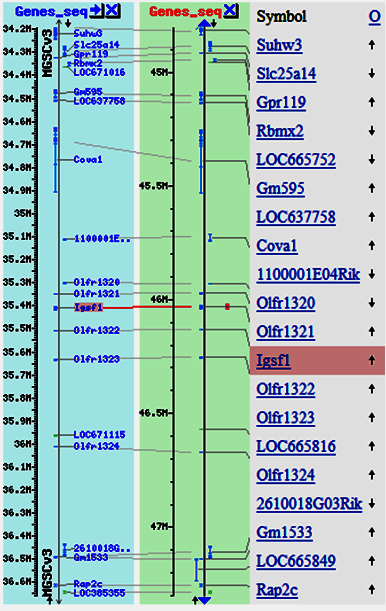 Genes_seq
Genes_seq
Symbol O
MGSCv3
34.2M
34.3M
34.4M
34.5M
34.6M
34.7M
34.8M
34.9M
35M
35.1M
35.2M
35.3M
35.4M
35.5M
35.6M
35.7M
35.8M
35.9M
36M
36.1M
36.2M
36.3M
36.4M
36.5M
36.6M
MGSCv3
Suhw3
Slc25a14
Gpr119
Rbmx2
LOC671016
Gm595
LOC637758
Cova1
1100001E..
Olfr1320
Olfr1321
Igsf1
Olfr1322
Olfr1323
LOC671115
Olfr1324
2610018G..
Gm1533
Rap2c
LOC385355
45M
45.5M
46M
46.5M
47M
Suhw3
Slc25a14
Gpr119
Rbmx2
LOC665752
Gm595
LOC637758
Cova1
1100001E04Rik
Olfr1320
Olfr1321
Igsf1
Olfr1322
Olfr1323
LOC665816
Olfr1324
2610018G03Rik
Gm1533
LOC665849
Rap2c